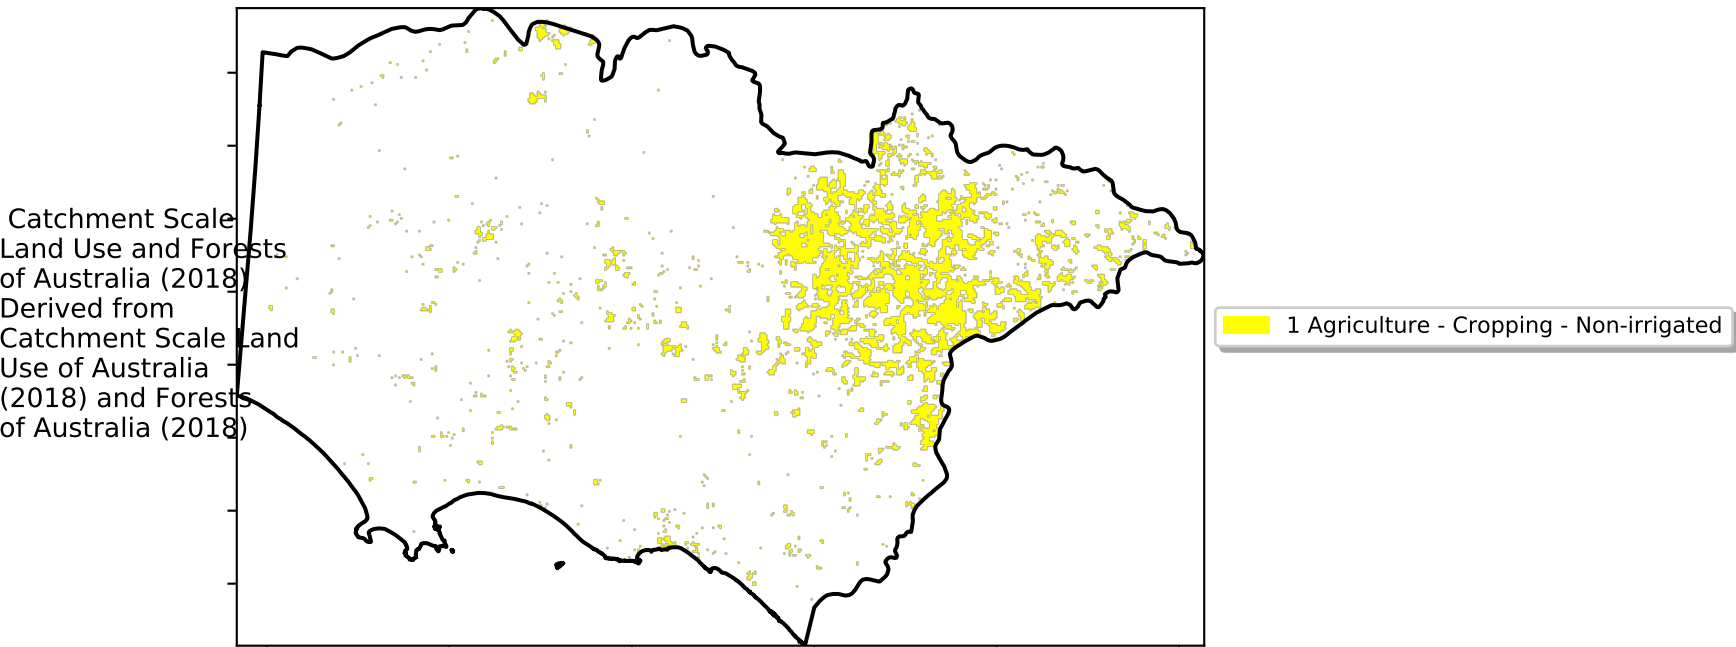 Catchment Scale
Land Use and Forests
of Australia (2018)
Derived from
Catchment Scale Land
Use of Australia
(2018) and Forests
of Australia (2018)
1 Agriculture - Cropping - Non-irrigated